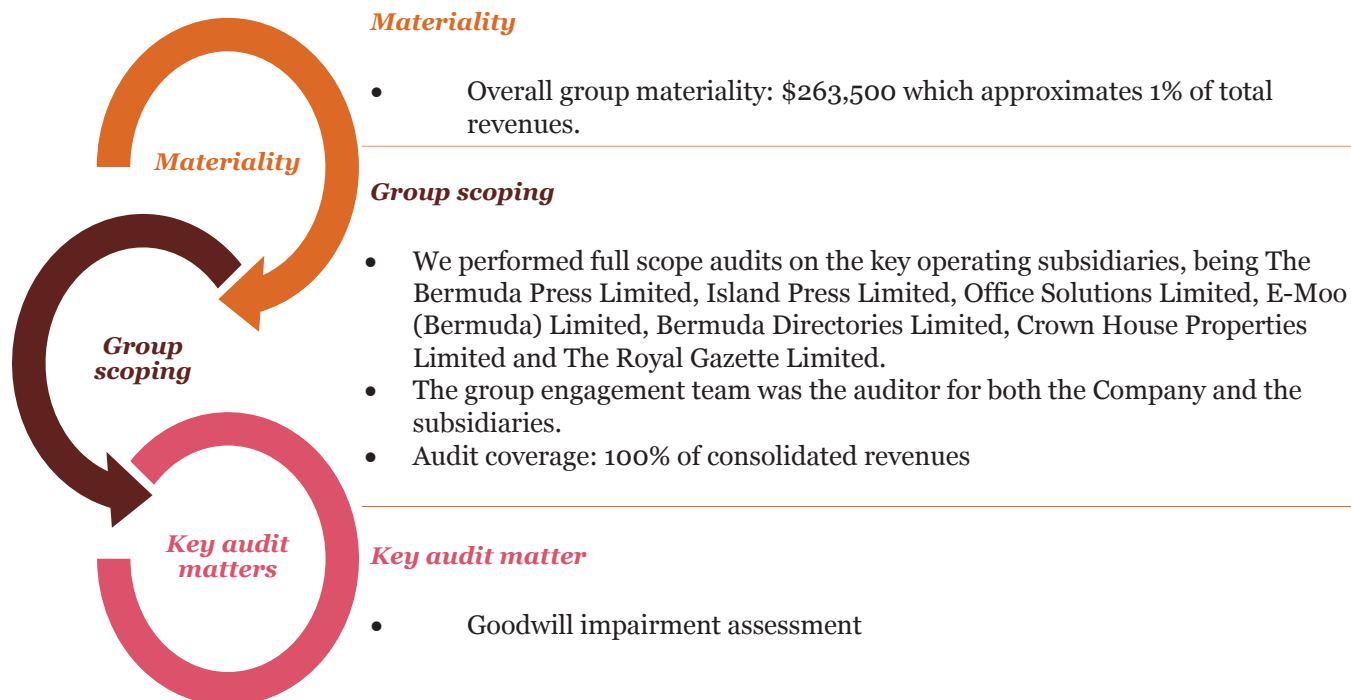 Materiality
• Overall group materiality: $263,500 which approximates 1% of total
revenues.
Materiality
Group scoping
• We performed full scope audits on the key operating subsidiaries, being The
Bermuda Press Limited, Island Press Limited, Office Solutions Limited, E-Moo
(Bermuda) Limited, Bermuda Directories Limited, Crown House Properties
Limited and The Royal Gazette Limited.
• The group engagement team was the auditor for both the Company and the
subsidiaries.
• Audit coverage: 100% of consolidated revenues
Group
scoping
Key audit matter
• Goodwill impairment assessment
Key audit
matters